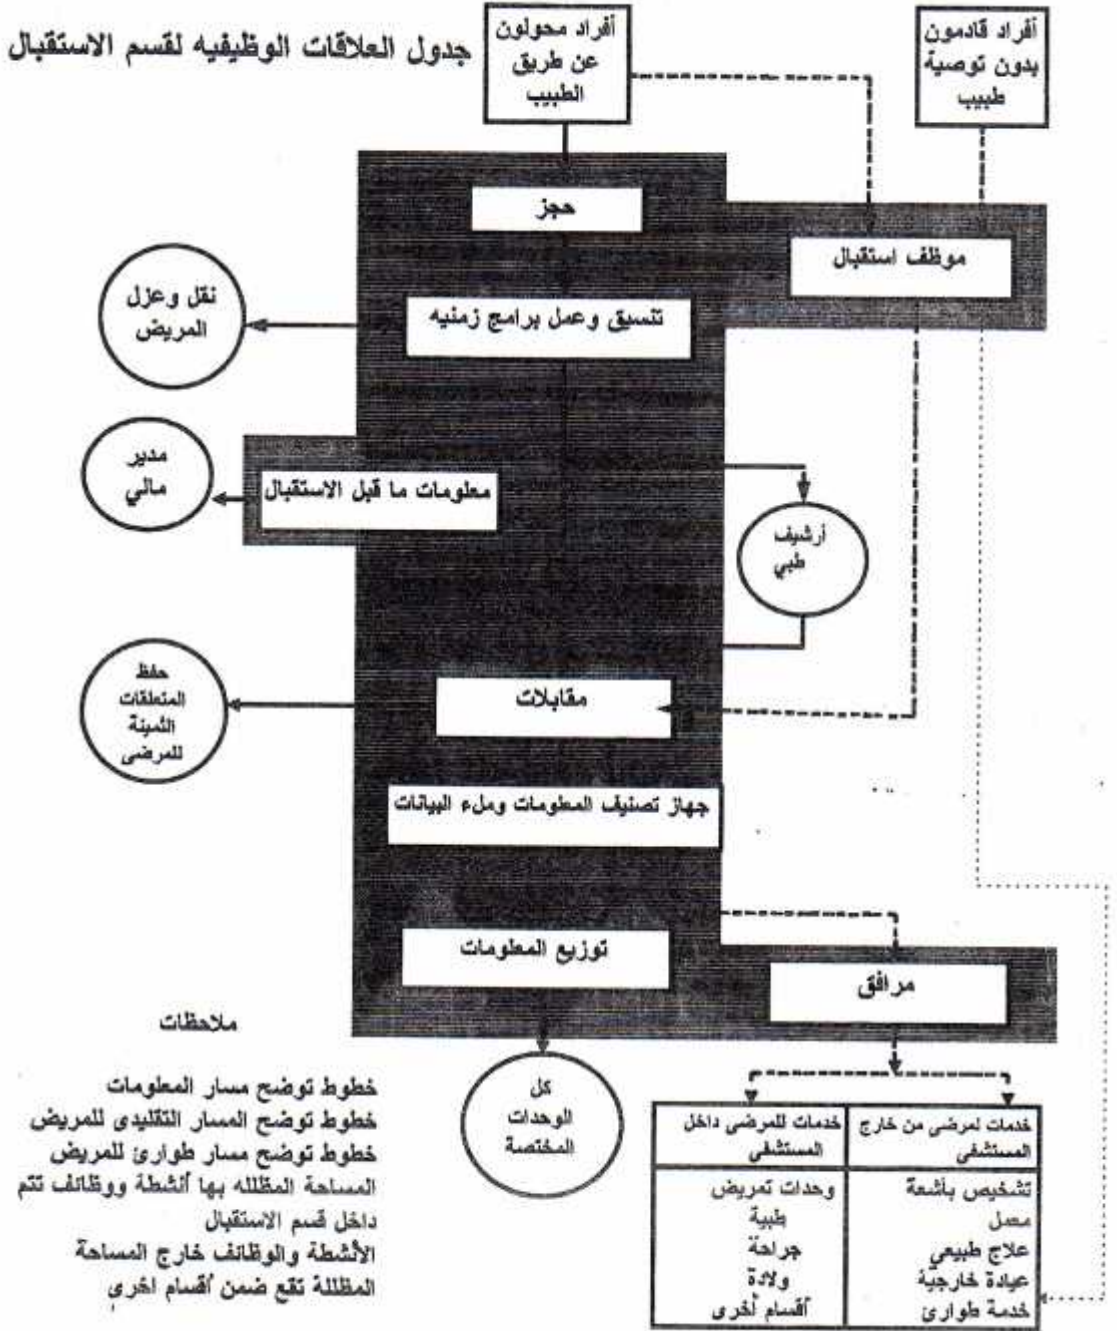 جدول العلاقات الوظيفيه لقسم الاستقبال
أفراد قادمون
بدون توصية
طبيب
أفراد محولون
عن طريق
الطبيب
حجز
موظف استقبال
تنسيق وعمل برامج زمنيه
نقل وعزل
المريض
معلومات ما قبل الاستقبال
مدير
مالي
أرشيف
طبي
مقابلات
حفظ
المتعلقات
الثمينة
للمرضى
جهاز تصنيف المعلومات وملء البيانات
توزيع المعلومات
مرافق
كل
الوحدات
المختصة
خدمات لمرضى من خارج
المستشفى
تشخيص بأشعة
معمل
علاج طبيعي
عيادة خارجية
خدمة طوارئ
خدمات للمرضى داخل
المستشفى
وحدات تمريض
طبية
جراحة
ولادة
أقسام أخرى
ملاحظات
خطوط توضح مسار المعلومات
خطوط توضح المسار التقليدى للمريض
خطوط توضح مسار طوارئ للمريض
المساحة المظلله بها أنشطة ووظائف تتم
داخل قسم الاستقبال
الأنشطة والوظائف خارج المساحة
المظللة تقع ضمن أقسام اخرى